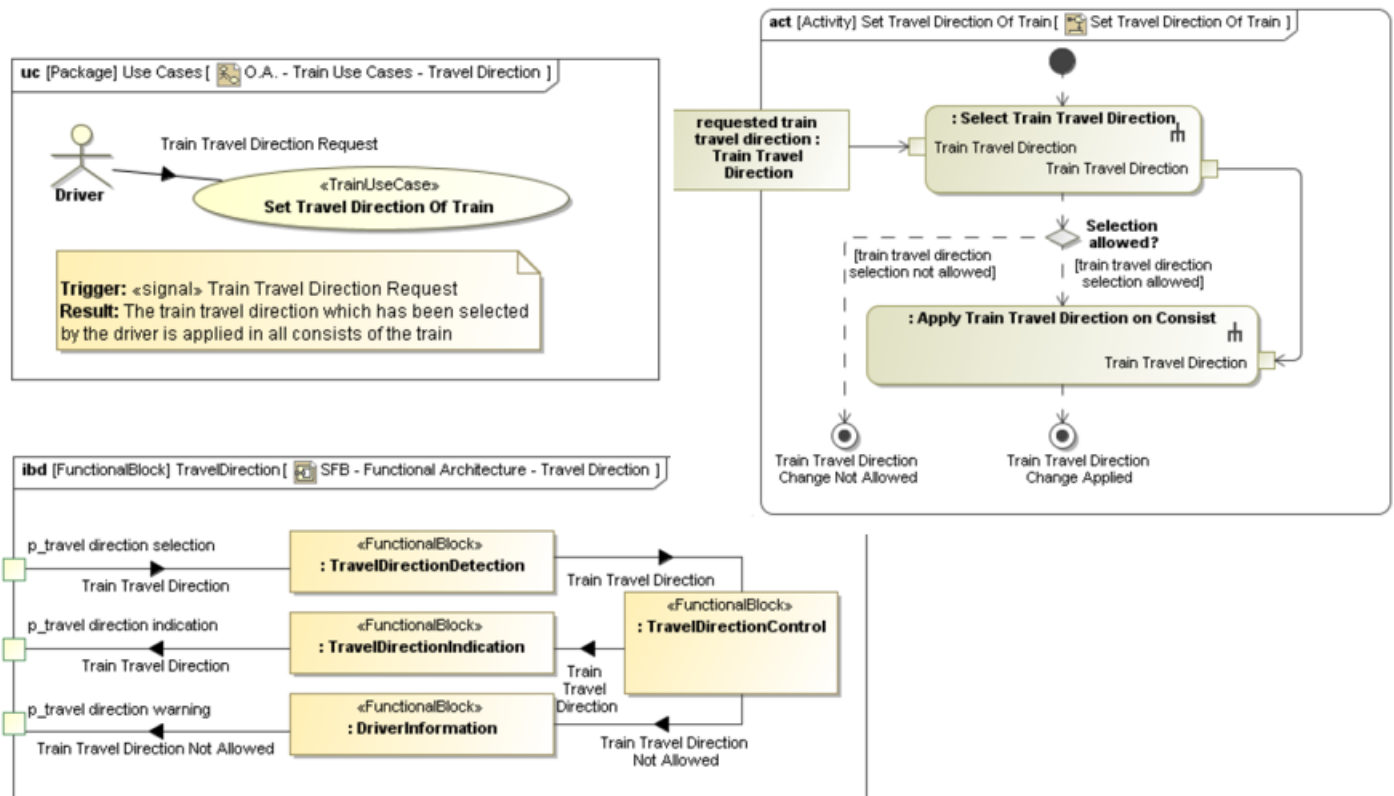 uc [Package] Use Cases[ O.A. - Train Use Cases - Travel Direction ]
Train Travel Direction Request
Driver
«TrainUseCase»
Set Travel Direction Of Train
Trigger: «signal» Train Travel Direction Request
Result: The train travel direction which has been selected
by the driver is applied in all consists of the train
act [Activity] Set Travel Direction Of Train[ Set Travel Direction Of Train ]
requested train
travel direction :
Train Travel
Direction
: Select Train Travel Direction
Train Travel Direction
Train Travel Direction
Selection
allowed?
[train travel direction
selection not allowed]
[train travel direction
selection allowed]
: Apply Train Travel Direction on Consist
Train Travel Direction
Train Travel Direction
Change Not Allowed
Train Travel Direction
Change Applied
ibd [FunctionalBlock] TravelDirection[ SFB - Functional Architecture - Travel Direction ]
p_travel direction selection
Train Travel Direction
«FunctionalBlock»
: TravelDirectionDetection
Train Travel Direction
«FunctionalBlock»
: TravelDirectionControl
p_travel direction indication
Train Travel Direction
«FunctionalBlock»
: TravelDirectionIndication
Train
Travel
Direction
p_travel direction warning
Train Travel Direction Not Allowed
«FunctionalBlock»
: DriverInformation
Train Travel Direction
Not Allowed